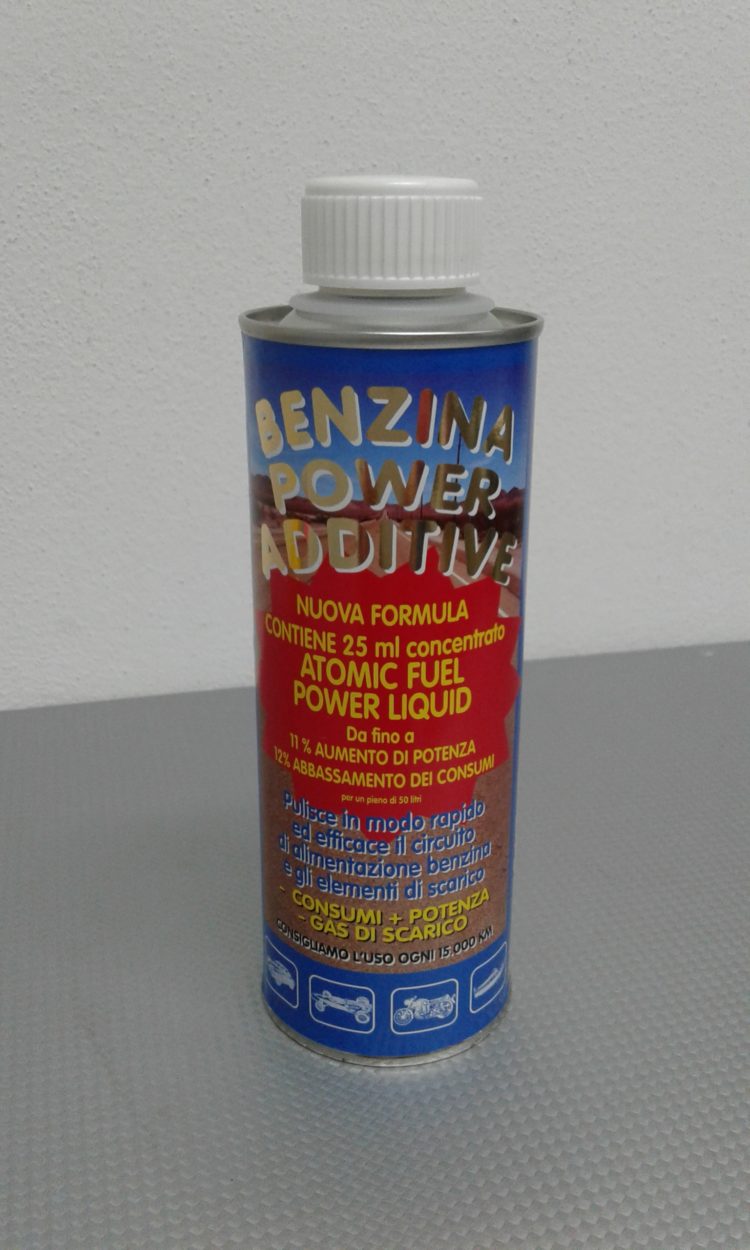 BENZINA
POWER
ADDITIVE
NUOVA FORMULA
CONTIENE 25 ml concentrato
ATOMIC FUEL
POWER LIQUID
Da fino a
11 % AUMENTO DI POTENZA
12% ABBASSAMENTO DEI CONSUMI
per un pieno di 50 litri
Pulisce in modo rapido
ed efficace il circuito
di alimentazione benzina
e gli elementi di scarico
- CONSUMI + POTENZA
- GAS DI SCARICO
CONSIGLIAMO L'USO OGNI 15.000 KM